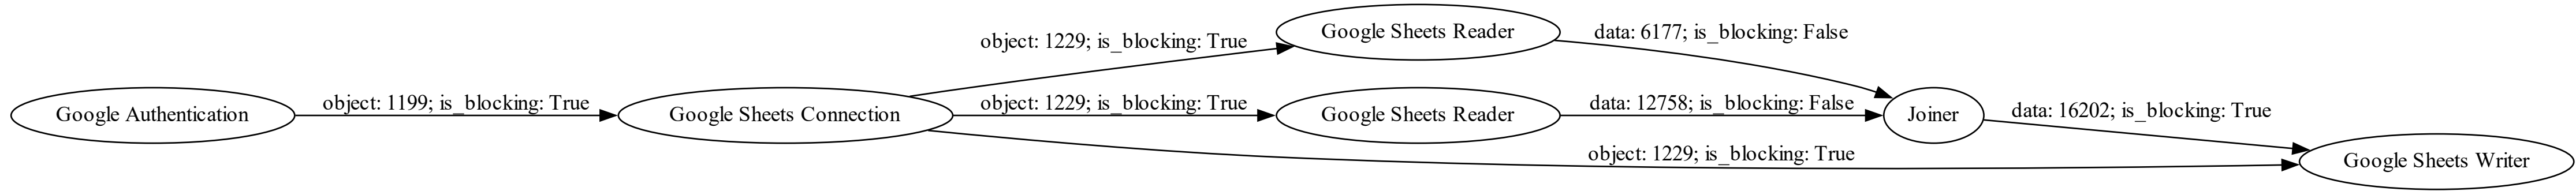 Google Authentication
object: 1199; is_blocking: True
Google Sheets Connection
object: 1229; is_blocking: True
Google Sheets Reader
data: 6177; is_blocking: False
object: 1229; is_blocking: True
Google Sheets Reader
data: 12758; is_blocking: False
Joiner
data: 16202; is_blocking: True
object: 1229; is_blocking: True
Google Sheets Writer